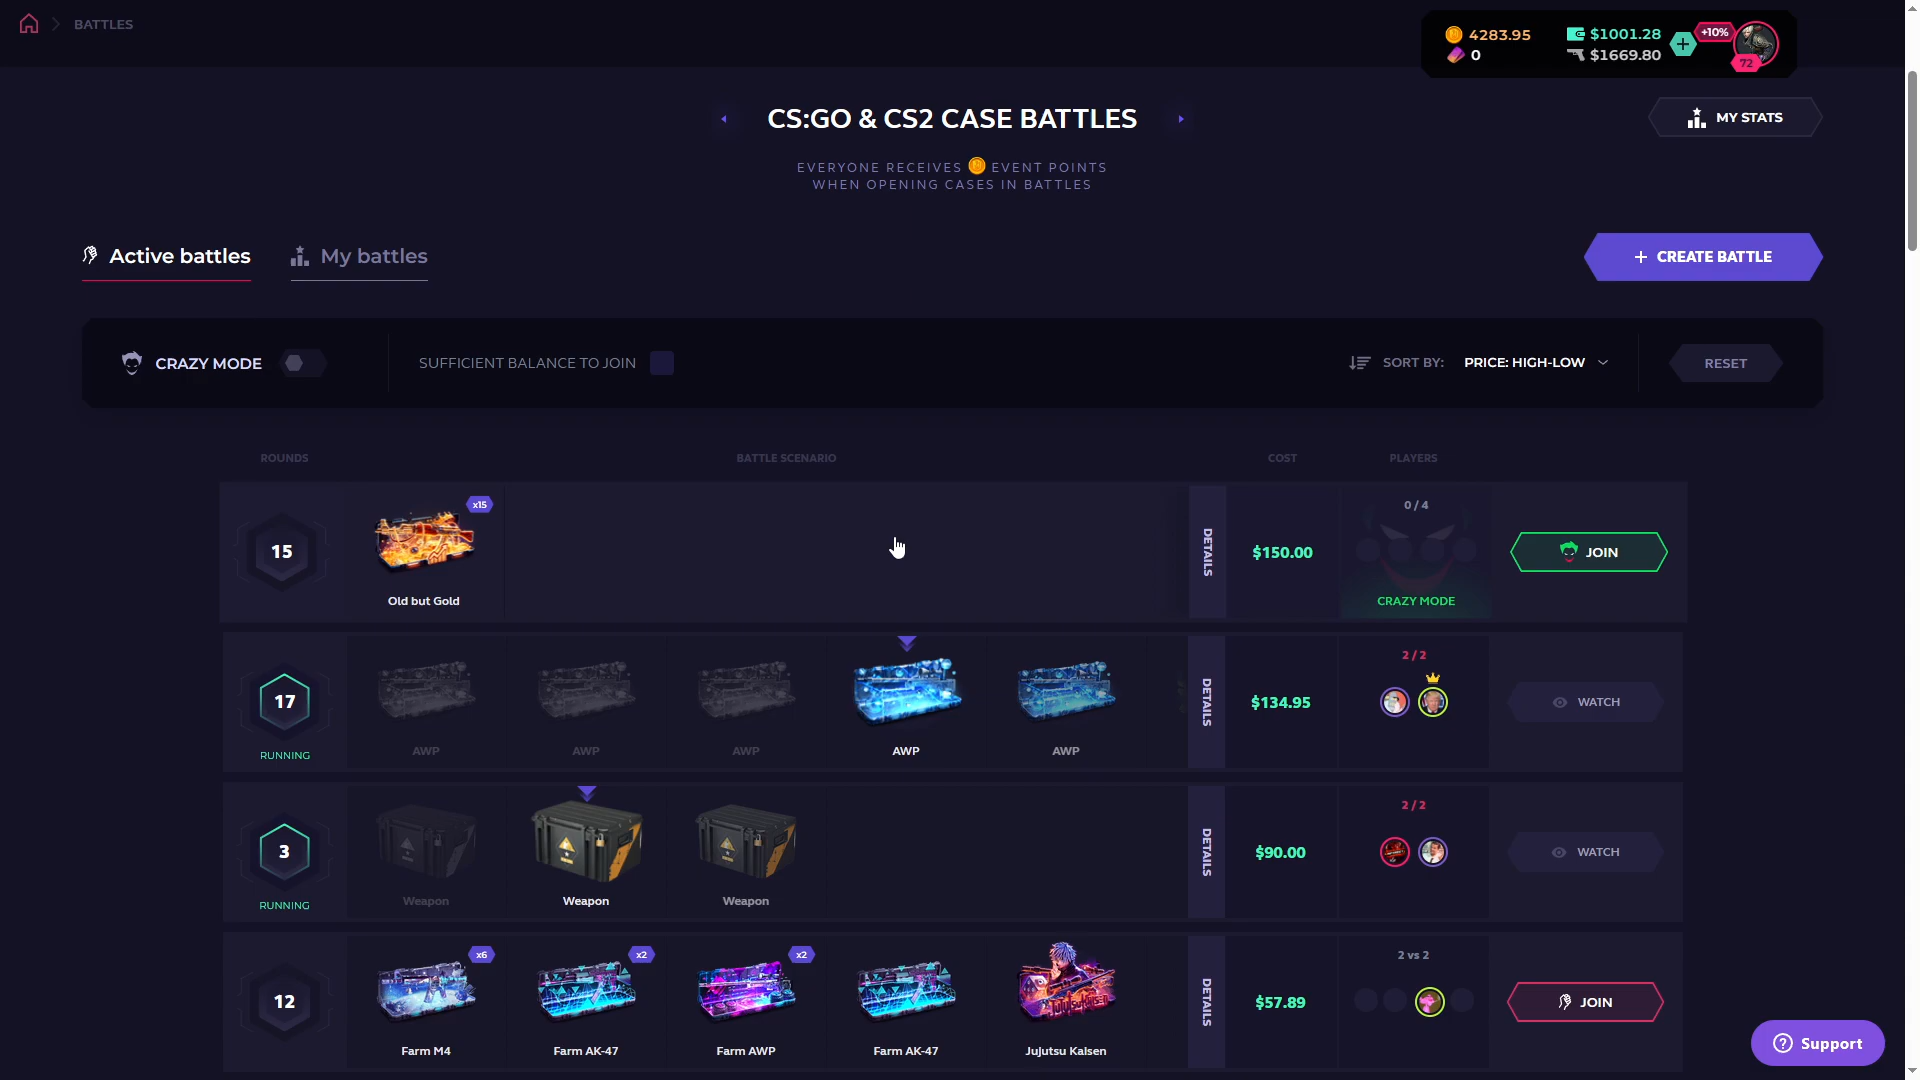 BATTLES
4283.95
$1001.28
+10%
0
$1669.80
72
CS:GO & CS2 CASE BATTLES
MY STATS
EVERYONE RECEIVES EVENT POINTS
WHEN OPENING CASES IN BATTLES
Active battles
My battles
+ CREATE BATTLE
CRAZY MODE
SUFFICIENT BALANCE TO JOIN
SORT BY:
PRICE: HIGH-LOW
RESET
ROUNDS
BATTLE SCENARIO
COST
PLAYERS
15
x15
Old but Gold
DETAILS
$150.00
0 / 4
CRAZY MODE
JOIN
17
RUNNING
AWP
AWP
AWP
AWP
AWP
DETAILS
$134.95
2 / 2
WATCH
3
RUNNING
Weapon
Weapon
Weapon
DETAILS
$90.00
2 / 2
WATCH
12
x6
Farm M4
x2
Farm AK-47
x2
Farm AWP
Farm AK-47
Jujutsu Kaisen
DETAILS
$57.89
2 vs 2
JOIN
Support